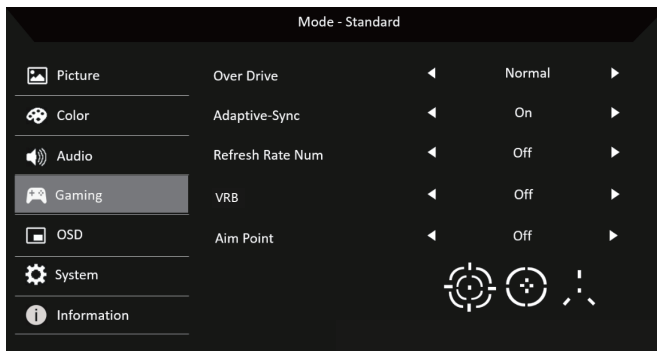 Mode - Standard
Picture
Over Drive Normal
Color
Adaptive-Sync On
Audio
Refresh Rate Num Off
Gaming
VRB Off
OSD
Aim Point Off
System
Information